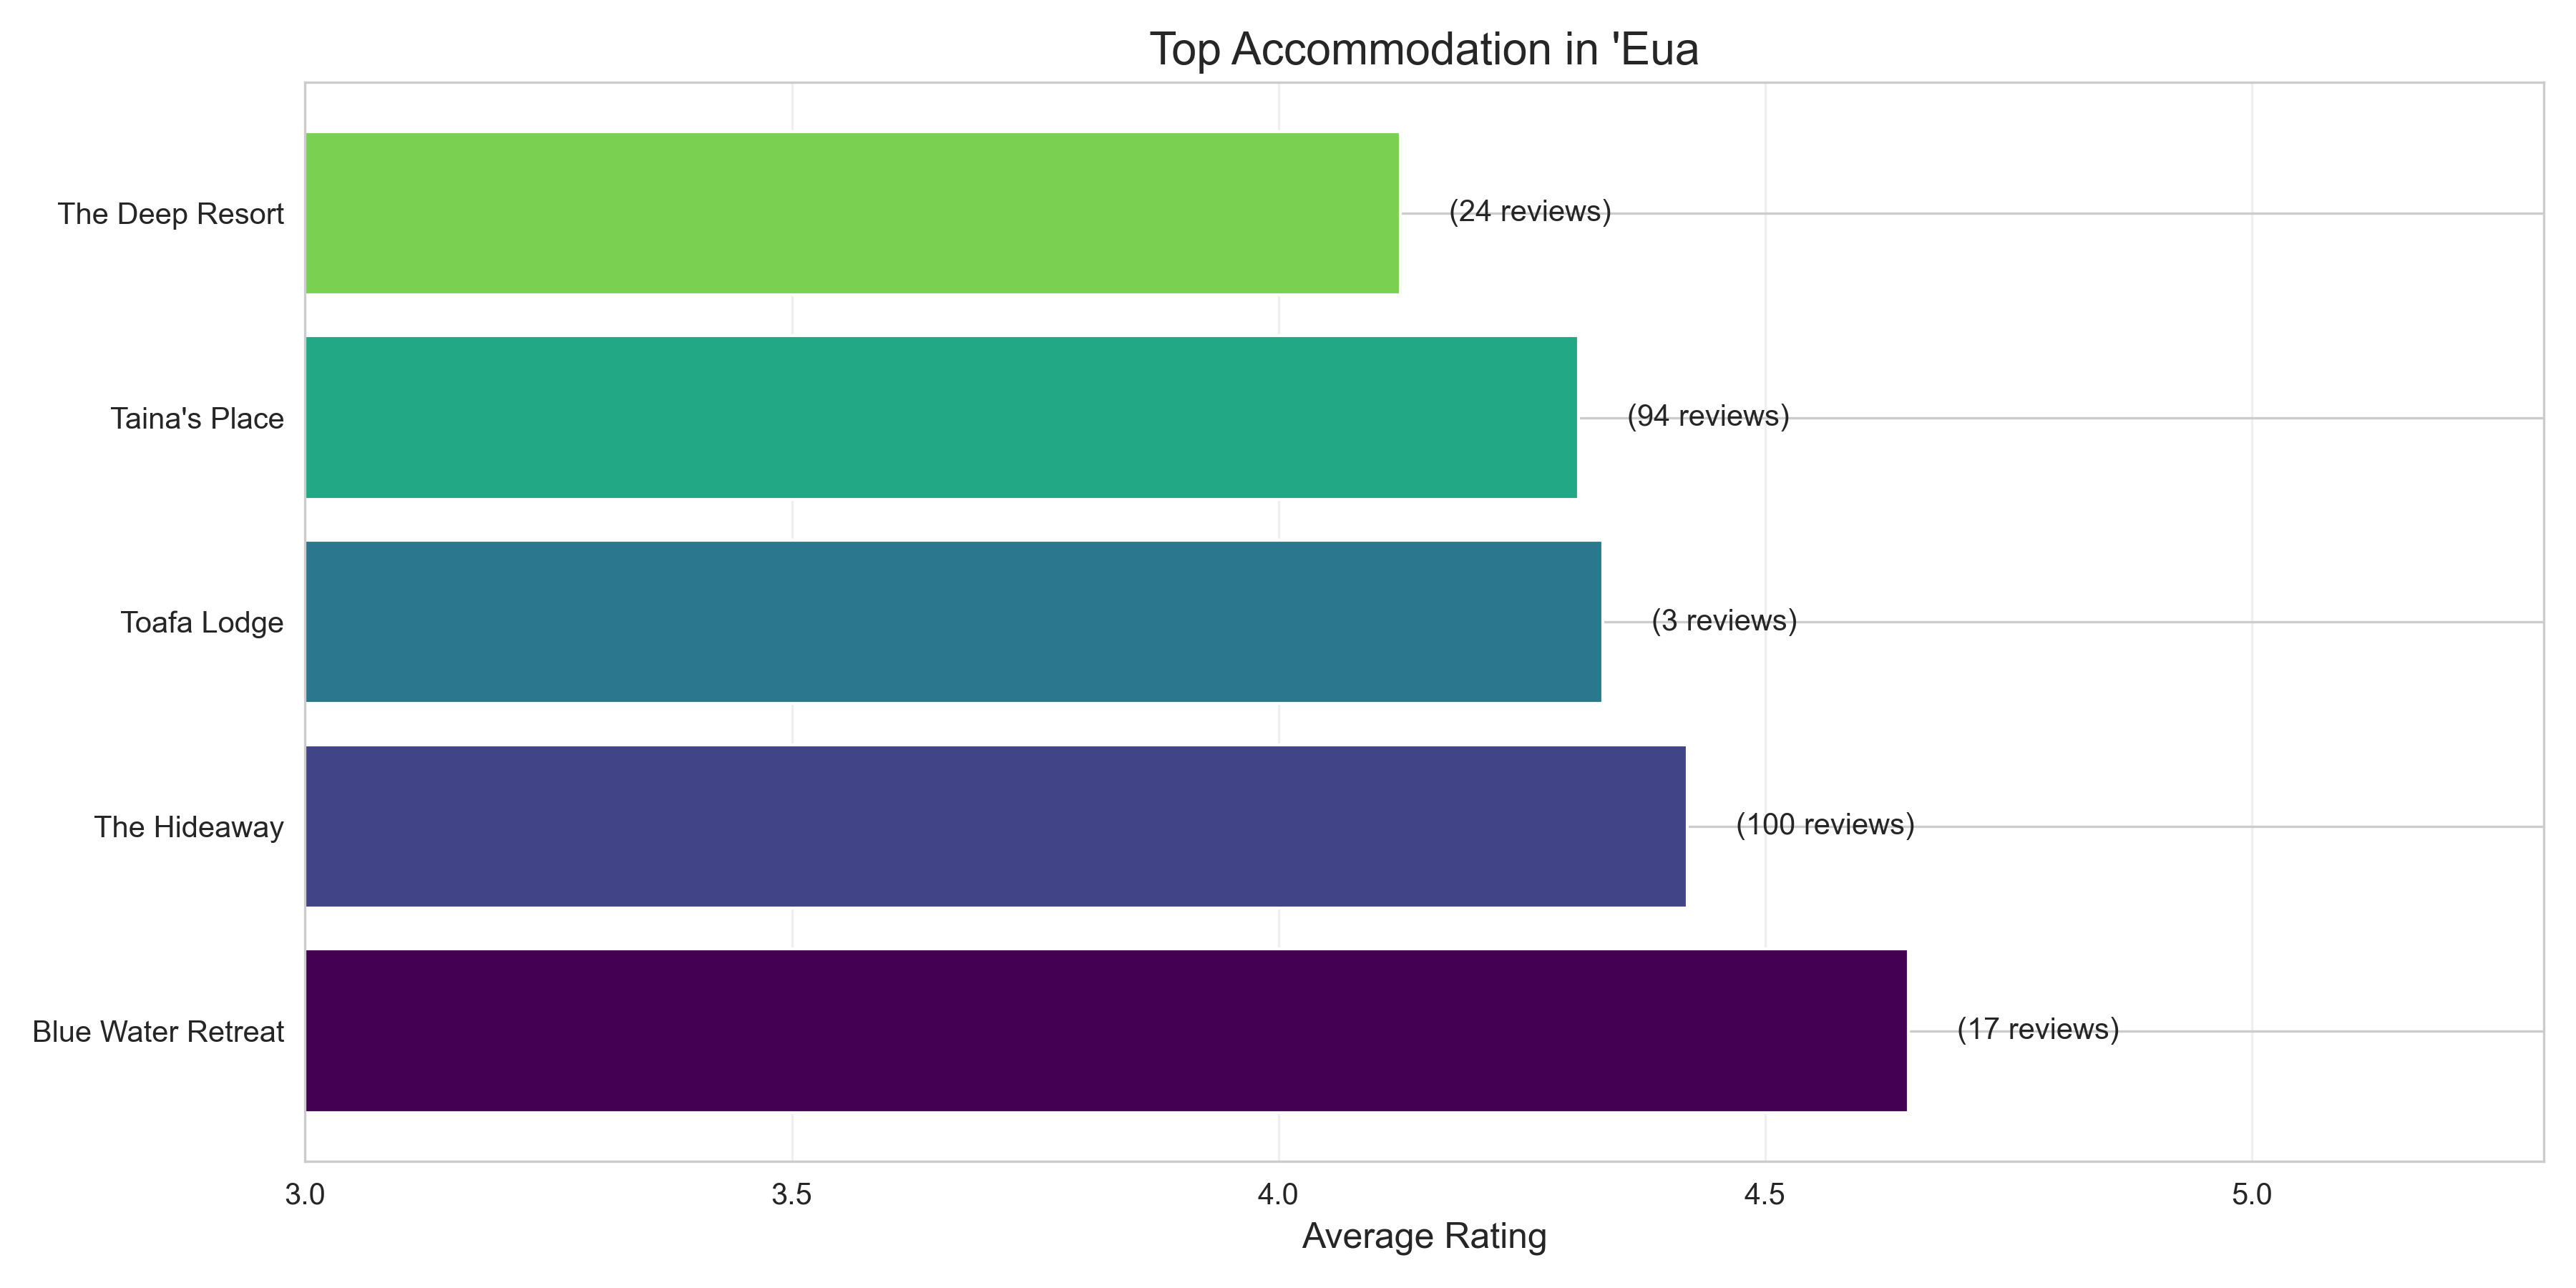 Top Accommodation in 'Eua
The Deep Resort
(24 reviews)
Taina's Place
(94 reviews)
Toafa Lodge
(3 reviews)
The Hideaway
(100 reviews)
Blue Water Retreat
(17 reviews)
3.0 3.5 4.0 4.5 5.0
Average Rating